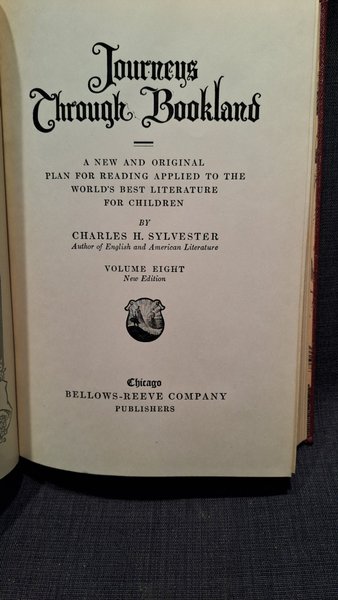 Journeys
Through Bookland
A NEW AND ORIGINAL
PLAN FOR READING APPLIED TO THE
WORLD'S BEST LITERATURE
FOR CHILDREN
BY
CHARLES H. SYLVESTER
Author of English and American Literature
VOLUME EIGHT
New Edition
Chicago
BELLOWS-REEVE COMPANY
PUBLISHERS